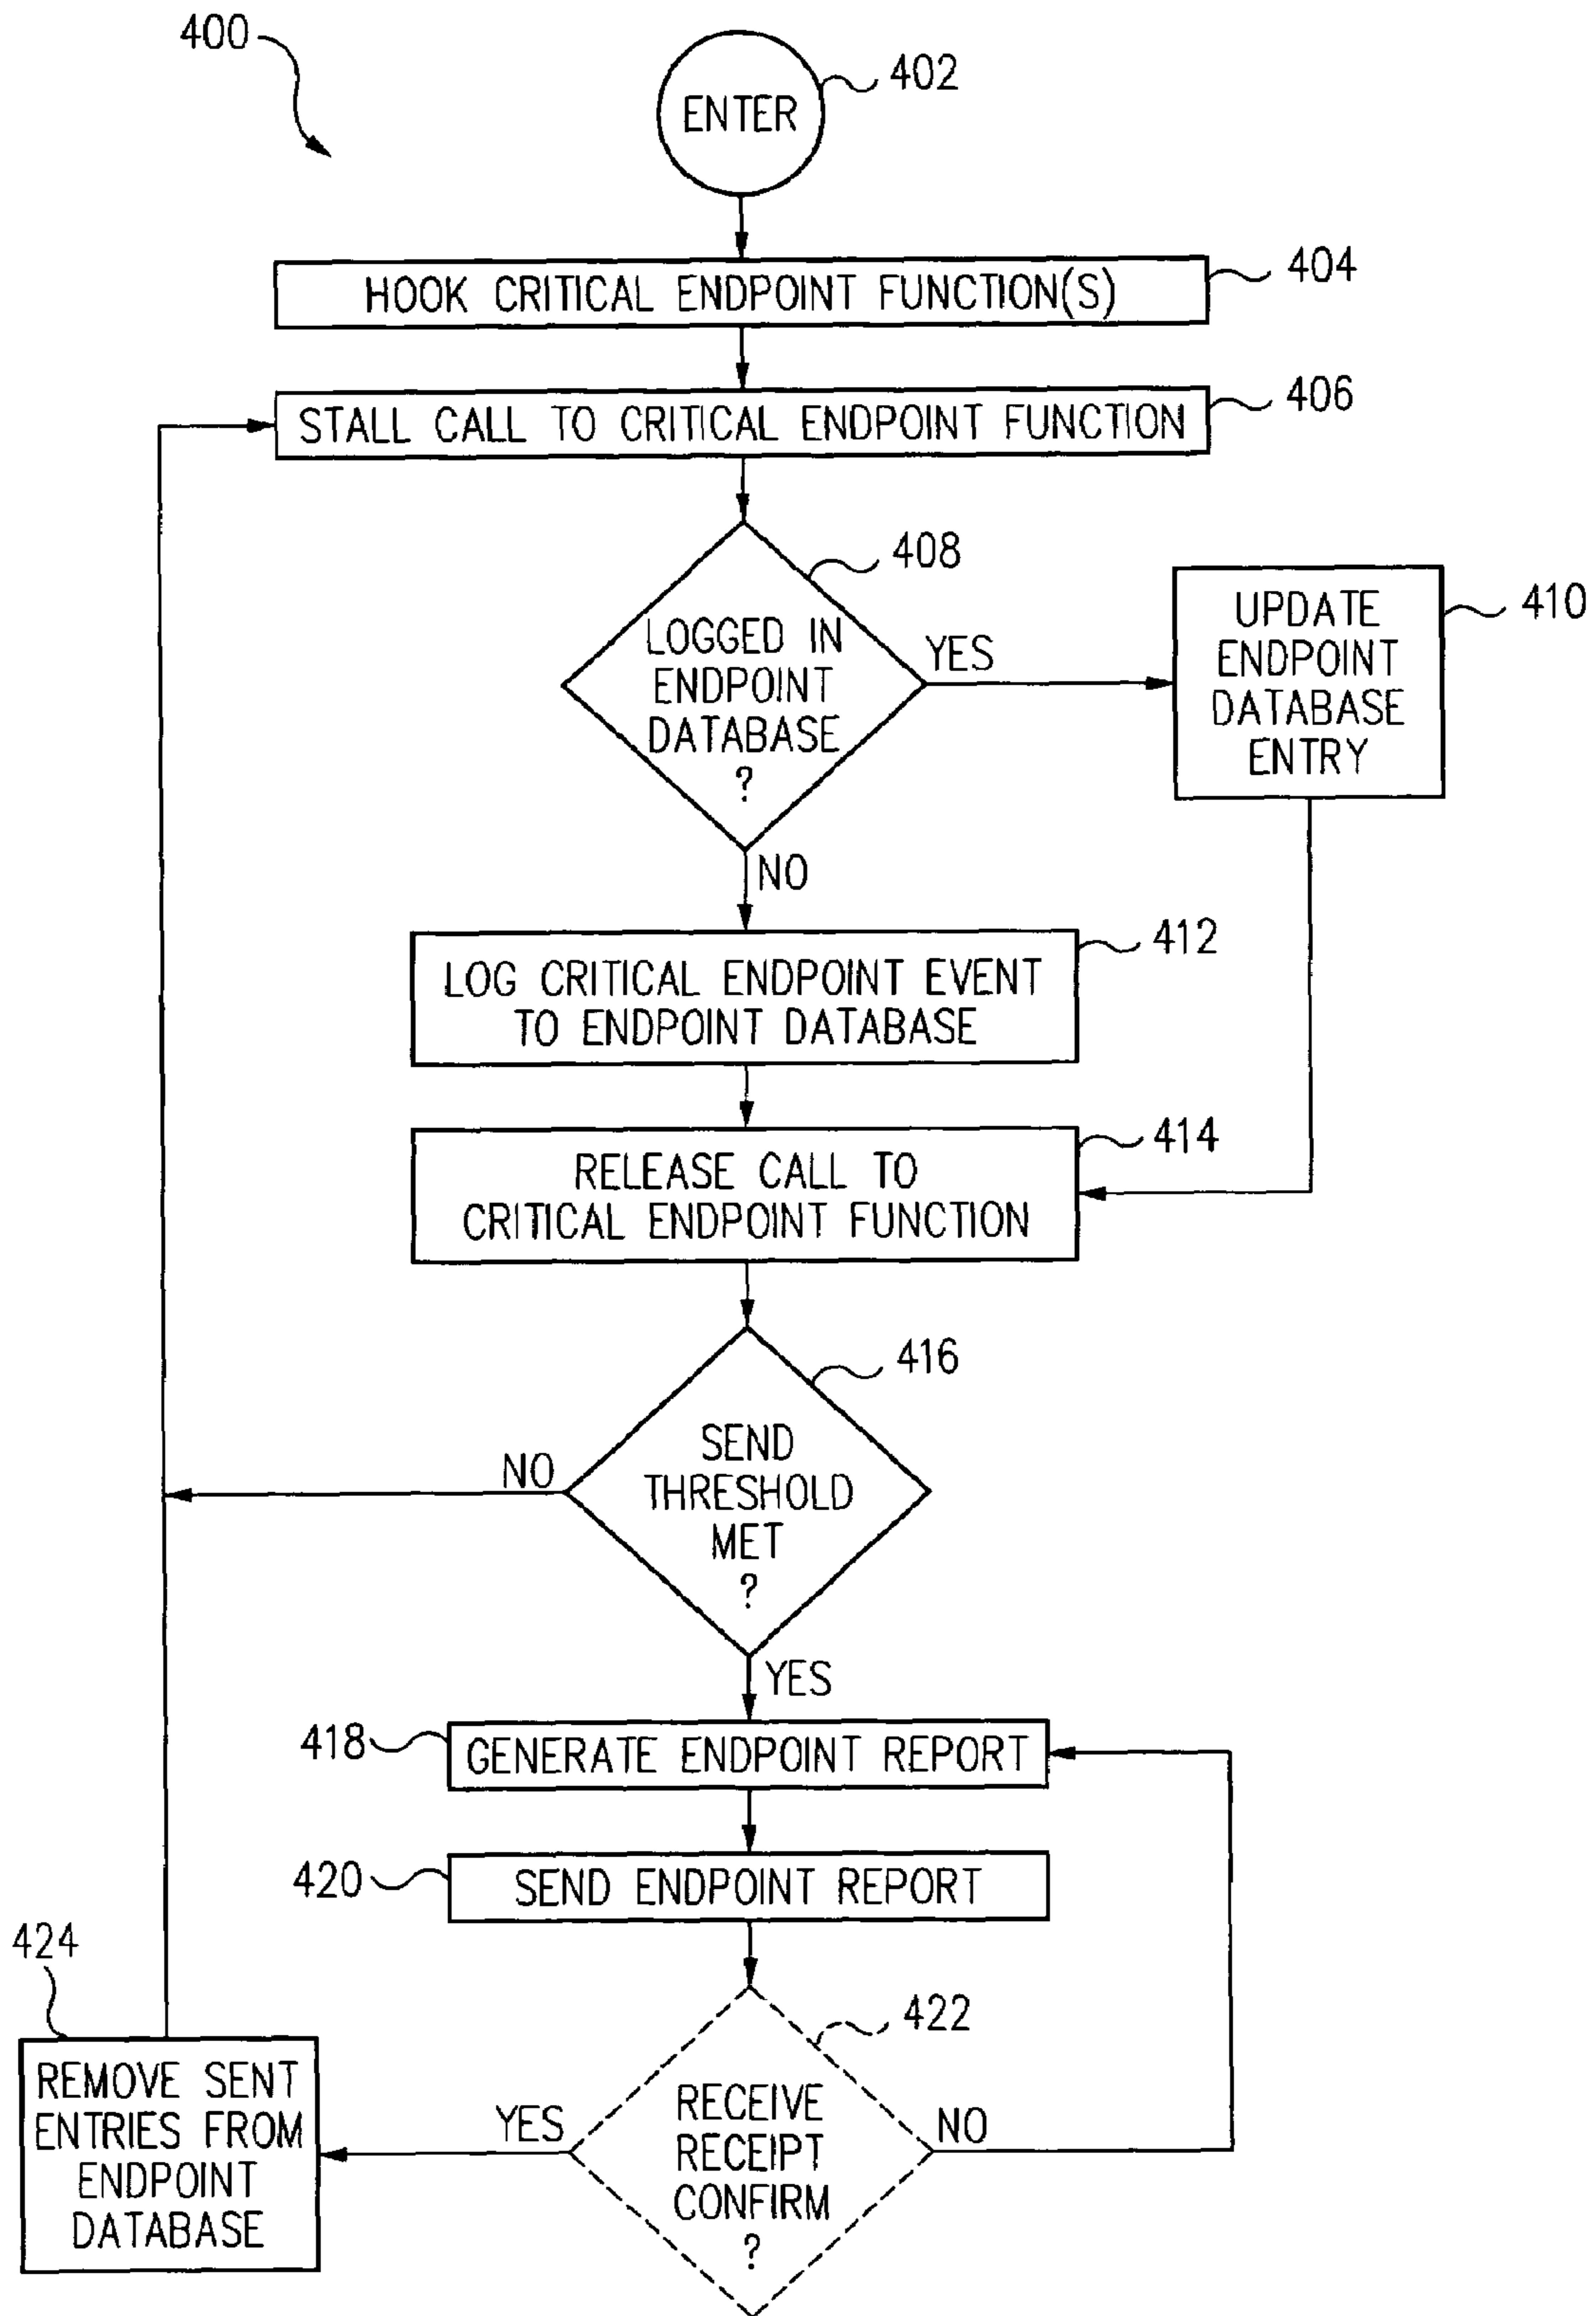 400
402
ENTER
404
HOOK CRITICAL ENDPOINT FUNCTION(S)
406
STALL CALL TO CRITICAL ENDPOINT FUNCTION
408
LOGGED IN
ENDPOINT
DATABASE
?
YES
410
UPDATE
ENDPOINT
DATABASE
ENTRY
NO
412
LOG CRITICAL ENDPOINT EVENT
TO ENDPOINT DATABASE
414
RELEASE CALL TO
CRITICAL ENDPOINT FUNCTION
416
SEND
THRESHOLD
MET
?
NO
YES
418
GENERATE ENDPOINT REPORT
420
SEND ENDPOINT REPORT
422
RECEIVE
RECEIPT
CONFIRM
?
NO
YES
424
REMOVE SENT
ENTRIES FROM
ENDPOINT
DATABASE